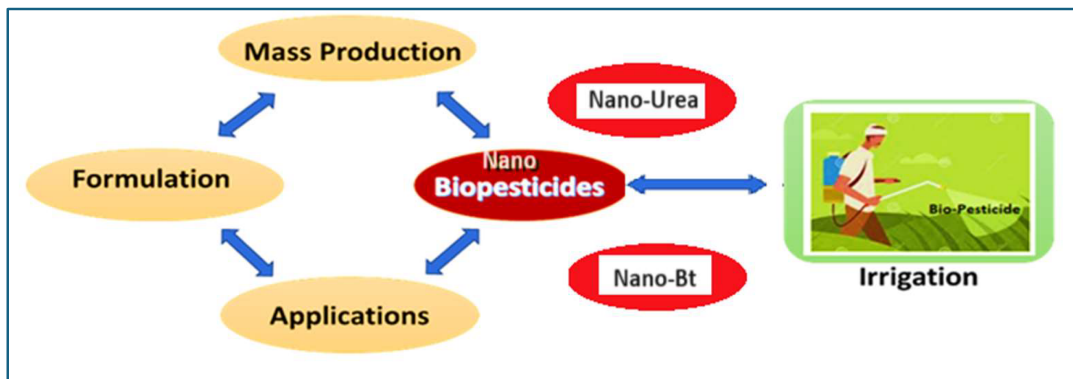 Mass Production
Nano-Urea
Formulation
Nano
Biopesticides
Bio-Pesticide
Nano-Bt
Irrigation
Applications